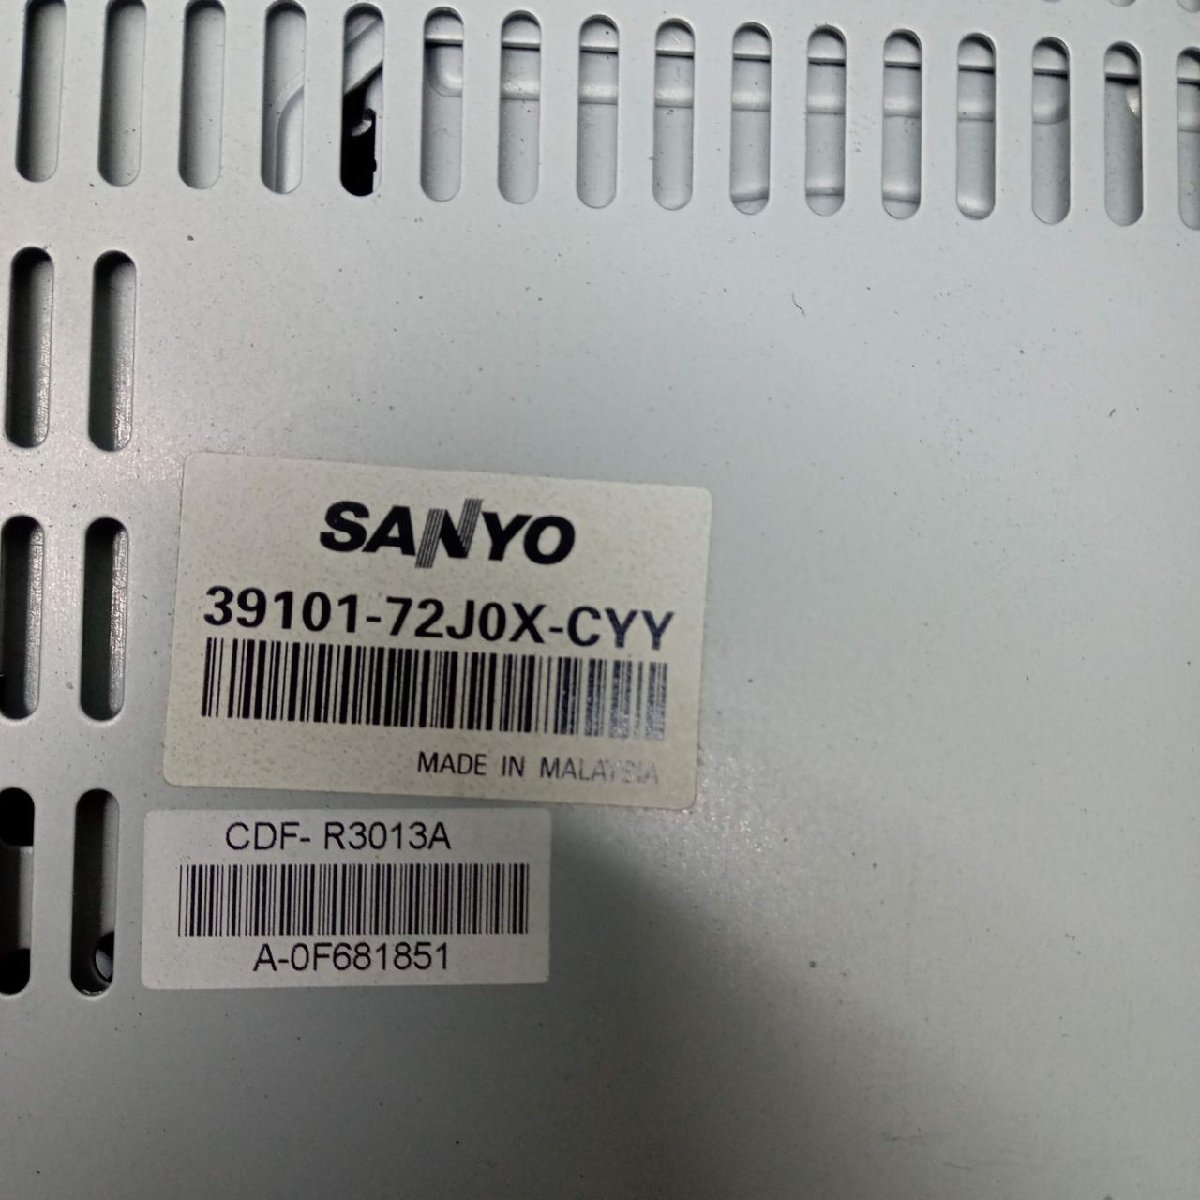 SANYO
39101-72J0X-CYY
MADE IN MALAYSIA
CDF- R3013A
A-0F681851